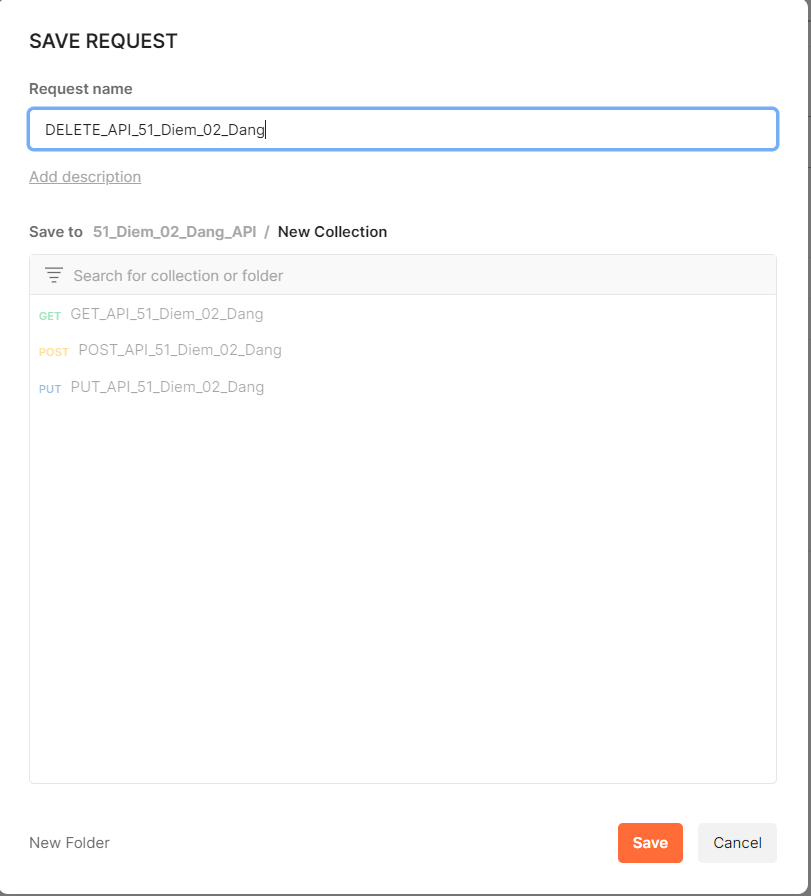 SAVE REQUEST
Request name
DELETE_API_51_Diem_02_Dang
Add description
Save to 51_Diem_02_Dang_API / New Collection
Search for collection or folder
GET GET_API_51_Diem_02_Dang
POST POST_API_51_Diem_02_Dang
PUT PUT_API_51_Diem_02_Dang
New Folder Save Cancel